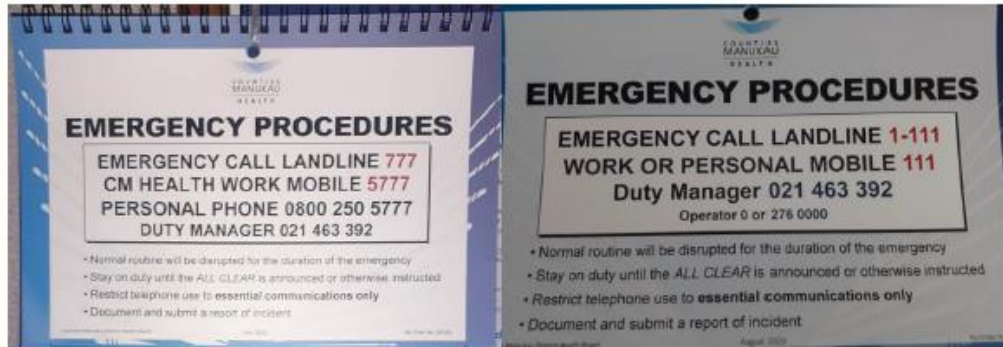 COUNTIES
MANUKAU
HEALTH
EMERGENCY PROCEDURES
EMERGENCY CALL LANDLINE 777
CM HEALTH WORK MOBILE 5777
PERSONAL PHONE 0800 250 5777
DUTY MANAGER 021 463 392
• Normal routine will be disrupted for the duration of the emergency
• Stay on duty until the ALL CLEAR is announced or otherwise instructed
• Restrict telephone use to essential communications only
• Document and submit a report of incident
COUNTIES
MANUKAU
HEALTH
EMERGENCY PROCEDURES
EMERGENCY CALL LANDLINE 1-111
WORK OR PERSONAL MOBILE 111
Duty Manager 021 463 392
Operator 0 or 276 0000
• Normal routine will be disrupted for the duration of the emergency
• Stay on duty until the ALL CLEAR is announced or otherwise instructed
• Restrict telephone use to essential communications only
• Document and submit a report of incident
August